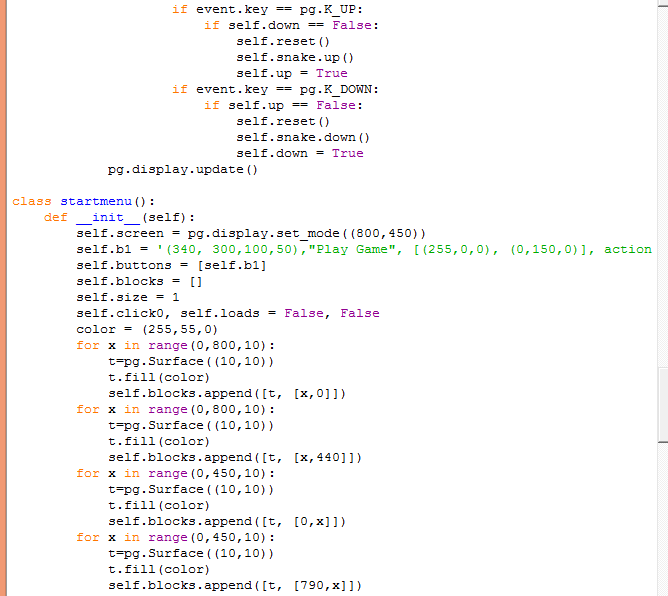 if event.key == pg.K_UP:
if self.down == False:
self.reset()
self.snake.up()
self.up = True
if event.key == pg.K_DOWN:
if self.up == False:
self.reset()
self.snake.down()
self.down = True
pg.display.update()
class startmenu():
def __init__(self):
self.screen = pg.display.set_mode((800,450))
self.b1 = '(340, 300,100,50),"Play Game", [(255,0,0), (0,150,0)], action
self.buttons = [self.b1]
self.blocks = []
self.size = 1
self.click0, self.loads = False, False
color = (255,55,0)
for x in range(0,800,10):
t=pg.Surface((10,10))
t.fill(color)
self.blocks.append([t, [x,0]])
for x in range(0,800,10):
t=pg.Surface((10,10))
t.fill(color)
self.blocks.append([t, [x,440]])
for x in range(0,450,10):
t=pg.Surface((10,10))
t.fill(color)
self.blocks.append([t, [0,x]])
for x in range(0,450,10):
t=pg.Surface((10,10))
t.fill(color)
self.blocks.append([t, [790,x]])